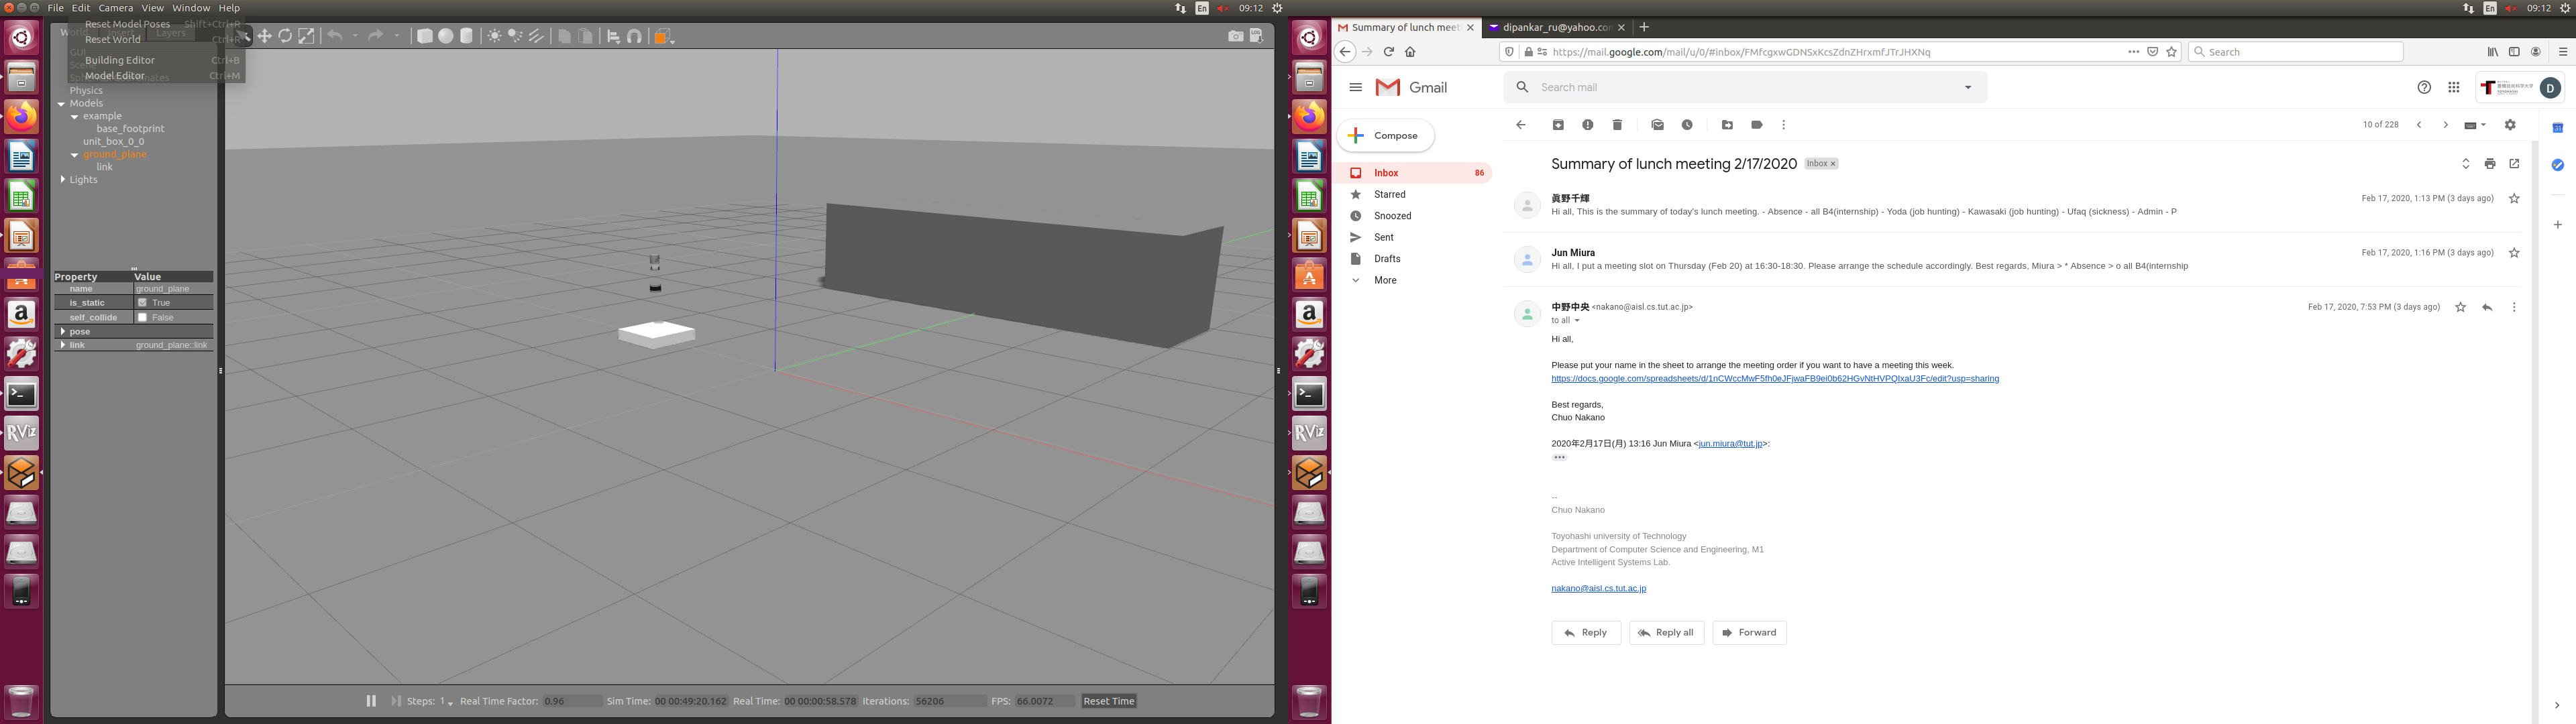 File Edit Camera View Window Help
En
09:12
Reset Model Poses Shift+Ctrl+R
Reset World
Building Editor Ctrl+B
Model Editor Ctrl+M
World Insert Layers
GUI
Physics
Models
example
base_footprint
unit_box_0_0
ground_plane
link
Lights
Property Value
name ground_plane
is_static True
self_collide False
pose
link ground_plane::link
Steps: 1 Real Time Factor: 0.96 Sim Time: 00 00:49:20.162 Real Time: 00 00:00:58.578 Iterations: 56206 FPS: 66.0072 Reset Time
RViz
En
09:12
RViz
Summary of lunch meet
dipankar_ru@yahoo.co
https://mail.google.com/mail/u/0/#inbox/FMfcgxwGDNSxKcsZdnZHrxmfJTrJHXNq
Search
Gmail
Search mail
D
Compose
Inbox 86
Starred
Snoozed
Sent
Drafts
More
10 of 228
Summary of lunch meeting 2/17/2020 Inbox ×
眞野千輝 Feb 17, 2020, 1:13 PM (3 days ago)
Hi all, This is the summary of today's lunch meeting. - Absence - all B4(internship) - Yoda (job hunting) - Kawasaki (job hunting) - Ufaq (sickness) - Admin - P
Jun Miura Feb 17, 2020, 1:16 PM (3 days ago)
Hi all, I put a meeting slot on Thursday (Feb 20) at 16:30-18:30. Please arrange the schedule accordingly. Best regards, Miura > * Absence > o all B4(internship
中野中央 <nakano@aisl.cs.tut.ac.jp> Feb 17, 2020, 7:53 PM (3 days ago)
to all
Hi all,
Please put your name in the sheet to arrange the meeting order if you want to have a meeting this week.
https://docs.google.com/spreadsheets/d/1nCWccMwF5fh0eJFjwaFB9ei0b62HGvNtHVPQIxaU3Fc/edit?usp=sharing
Best regards,
Chuo Nakano
2020年2月17日(月) 13:16 Jun Miura <jun.miura@tut.jp>:
--
Chuo Nakano
Toyohashi university of Technology
Department of Computer Science and Engineering, M1
Active Intelligent Systems Lab.
nakano@aisl.cs.tut.ac.jp
Reply
Reply all
Forward